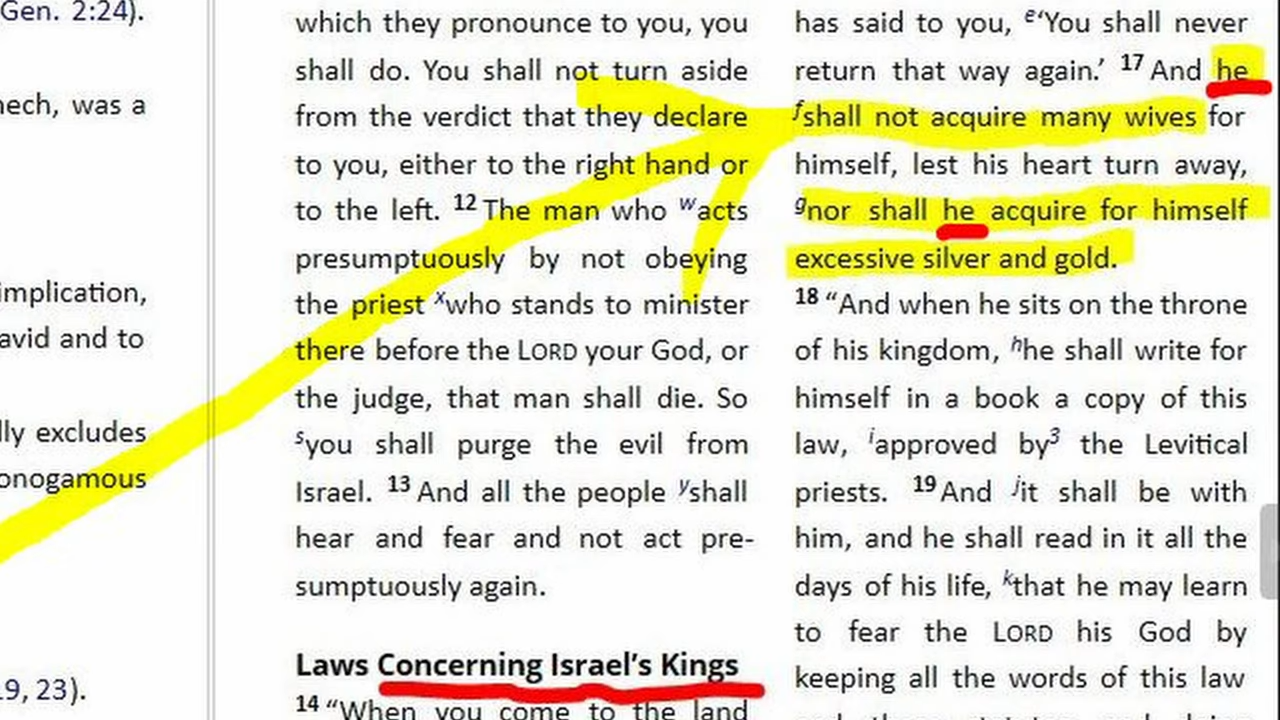 Gen. 2:24).
nech, was a
implication,
avid and to
lly excludes
onogamous
19, 23).
which they pronounce to you, you
shall do. You shall not turn aside
from the verdict that they declare
to you, either to the right hand or
to the left. 12 The man who wacts
presumptuously by not obeying
the priest xwho stands to minister
there before the LORD your God, or
the judge, that man shall die. So
syou shall purge the evil from
Israel. 13 And all the people yshall
hear and fear and not act pre-
sumptuously again.
Laws Concerning Israel's Kings
14 “When you come to the land
has said to you, e‘You shall never
return that way again.’ 17 And he
fshall not acquire many wives for
himself, lest his heart turn away,
gnor shall he acquire for himself
excessive silver and gold.
18 “And when he sits on the throne
of his kingdom, hhe shall write for
himself in a book a copy of this
law, iapproved by3 the Levitical
priests. 19 And jit shall be with
him, and he shall read in it all the
days of his life, kthat he may learn
to fear the LORD his God by
keeping all the words of this law